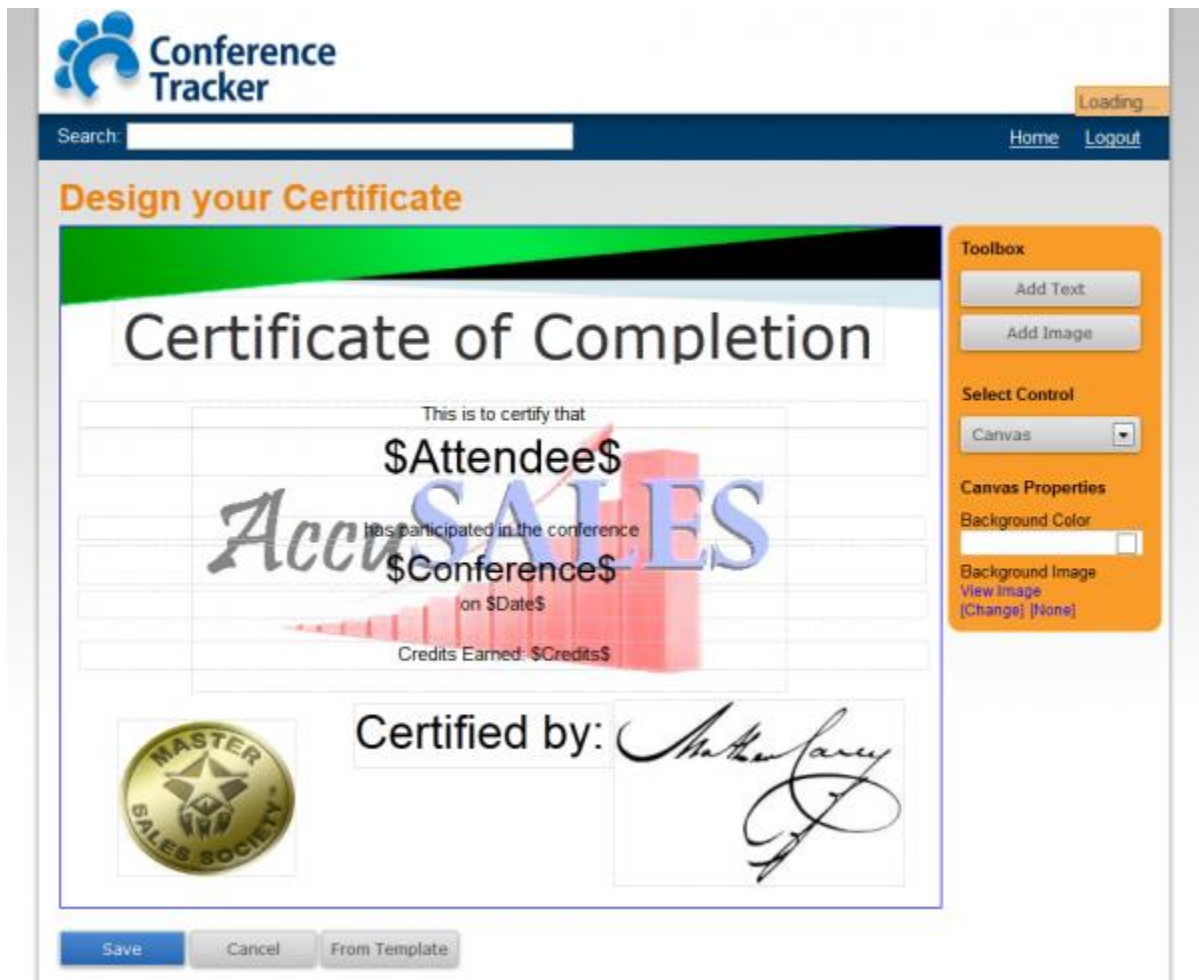 Conference
Tracker
Loading...
Search:
Home Logout
Design your Certificate
Certificate of Completion
This is to certify that
$Attendee$
AccuSALES
has participated in the conference
$Conference$
on $Date$
Credits Earned: $Credits$
Certified by:
MASTER
SALES SOCIETY
Toolbox
Add Text
Add Image
Select Control
Canvas
Canvas Properties
Background Color
Background Image
View Image
[Change] [None]
Save Cancel From Template